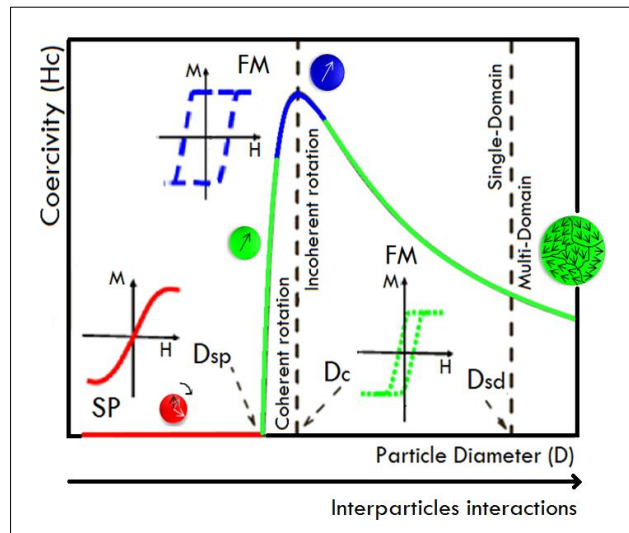 Coercivity (Hc)
FM
M
H
M
H
SP
Dsp
Coherent rotation
Incoherent rotation
Dc
FM
M
H
Dsd
Single-Domain
Multi-Domain
Particle Diameter (D)
Interparticles interactions